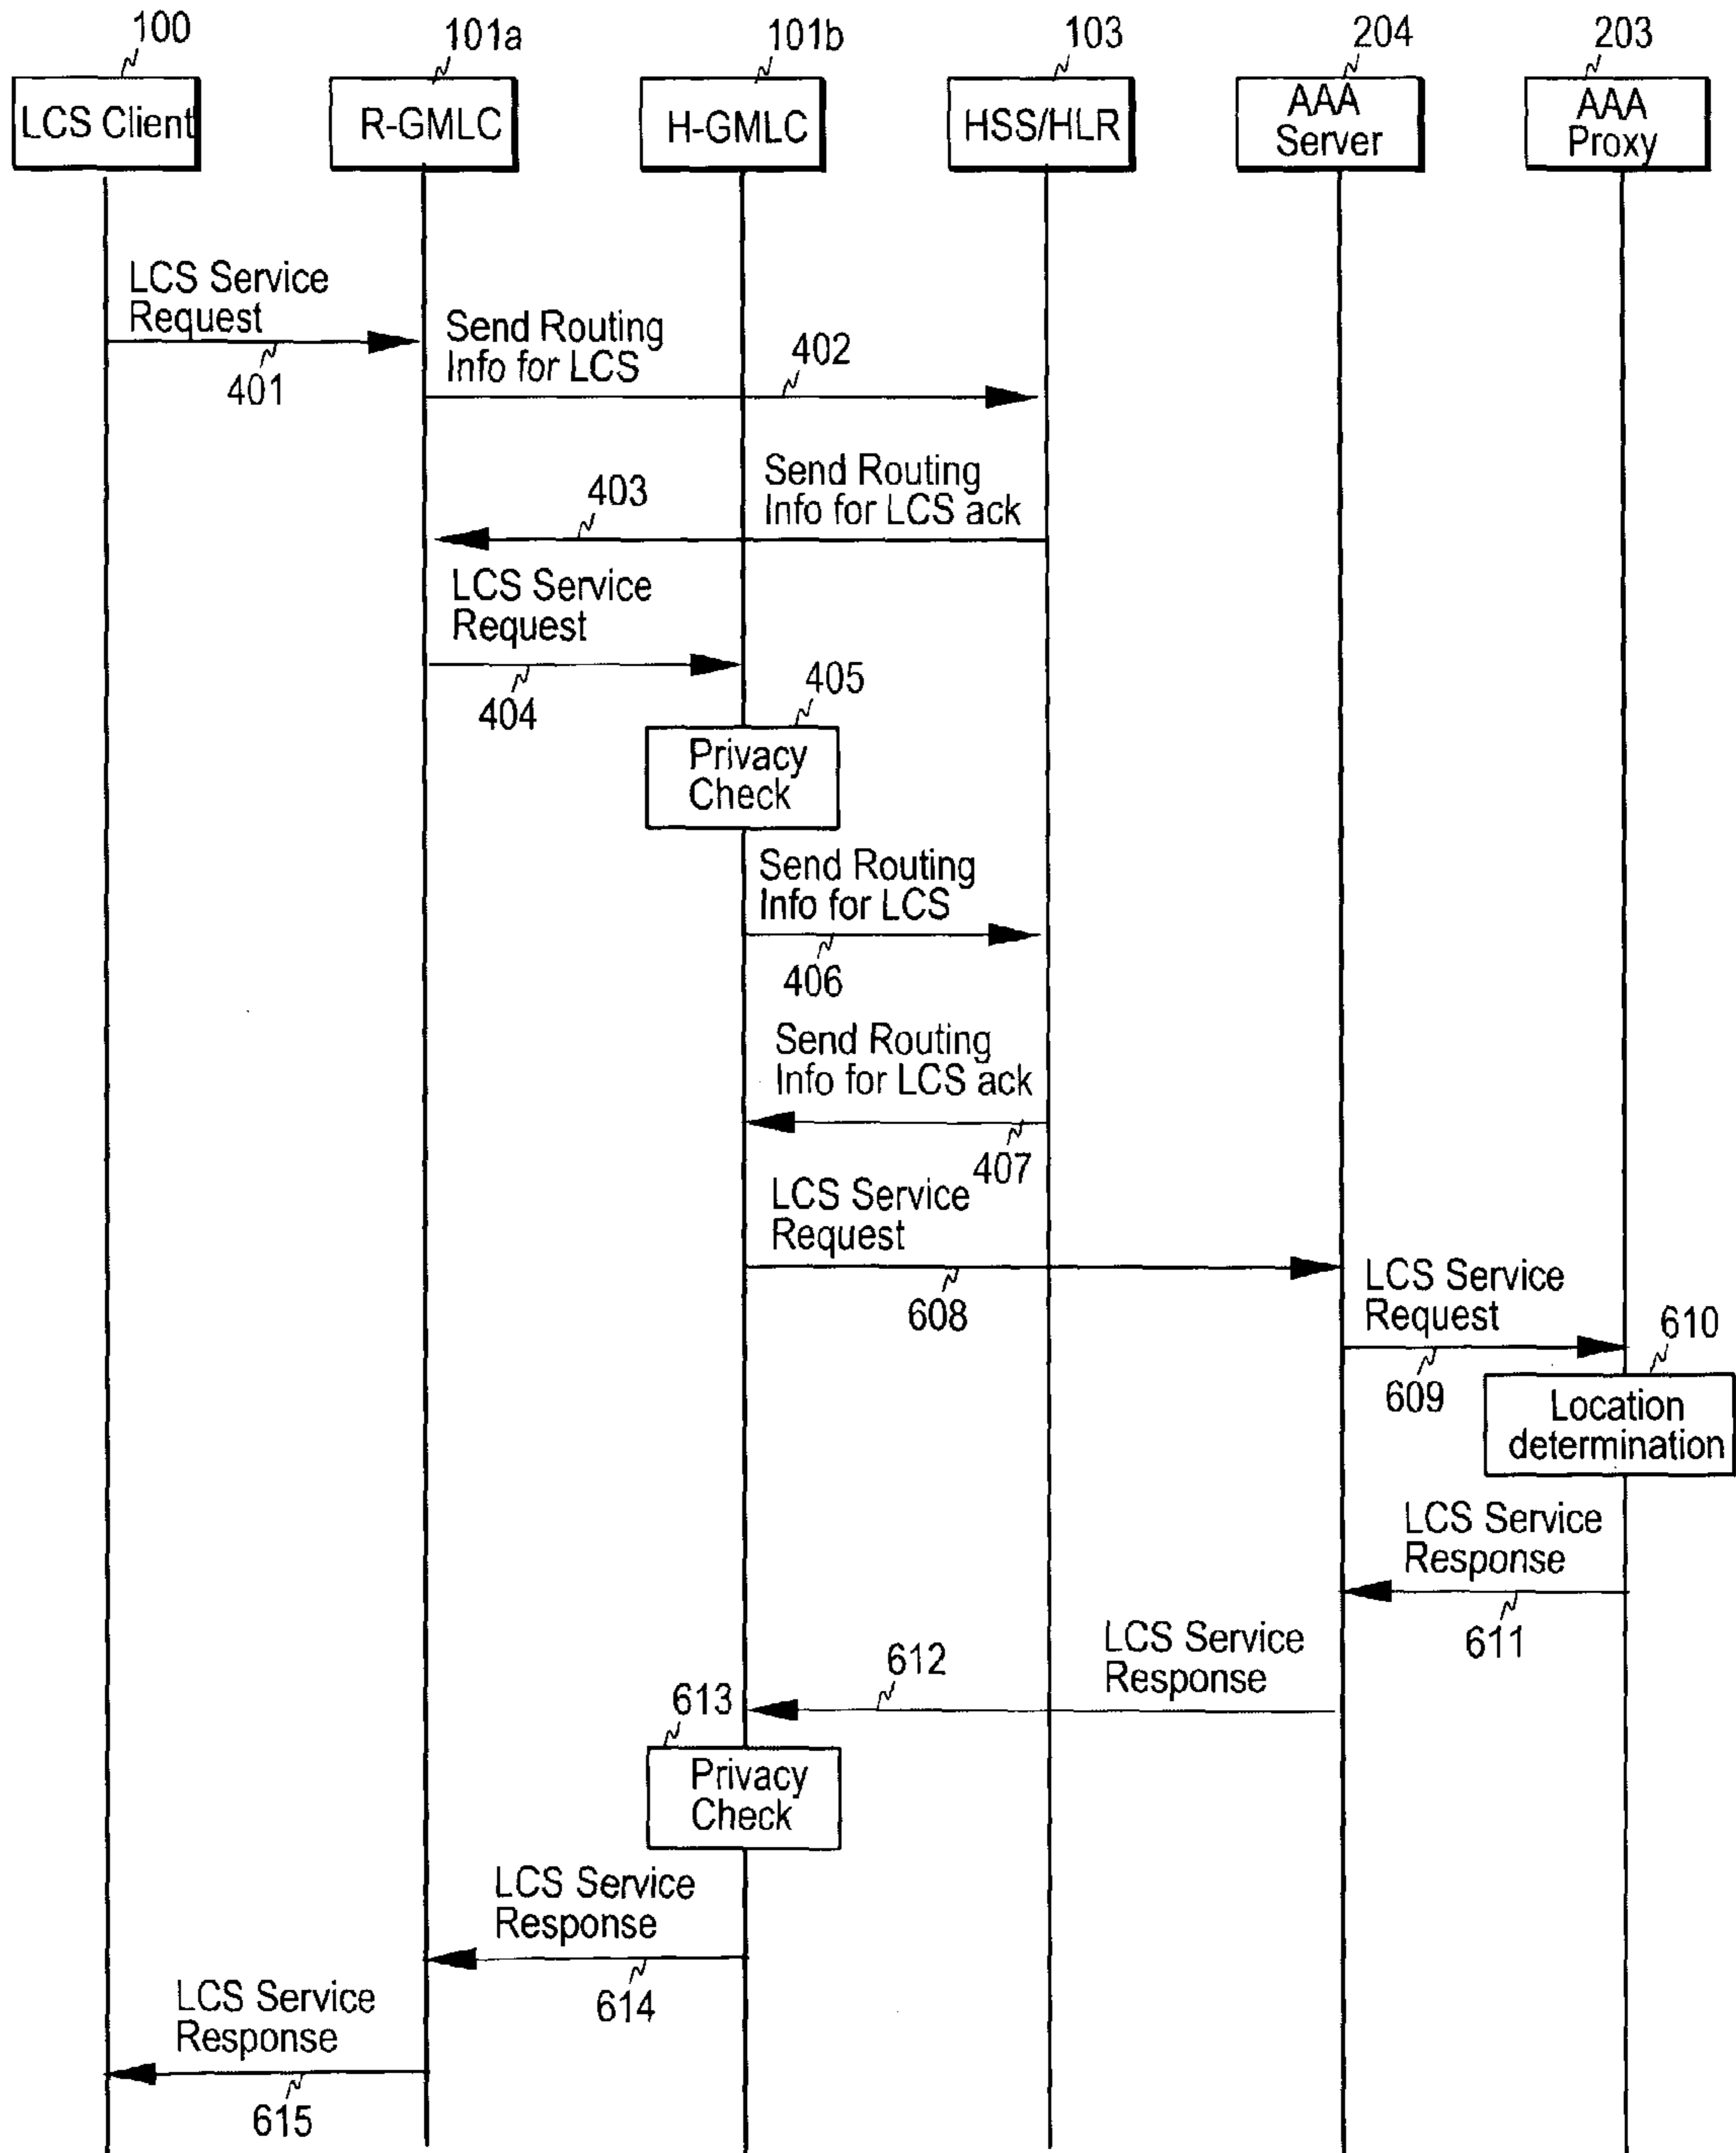 100
101a
101b
103
204
203
LCS Client
R-GMLC
H-GMLC
HSS/HLR
AAA
Server
AAA
Proxy
LCS Service
Request
401
Send Routing
Info for LCS
402
Send Routing
Info for LCS ack
403
LCS Service
Request
404
405
Privacy
Check
Send Routing
Info for LCS
406
Send Routing
Info for LCS ack
407
LCS Service
Request
608
LCS Service
Request
609
610
Location
determination
LCS Service
Response
611
LCS Service
Response
612
613
Privacy
Check
LCS Service
Response
614
LCS Service
Response
615